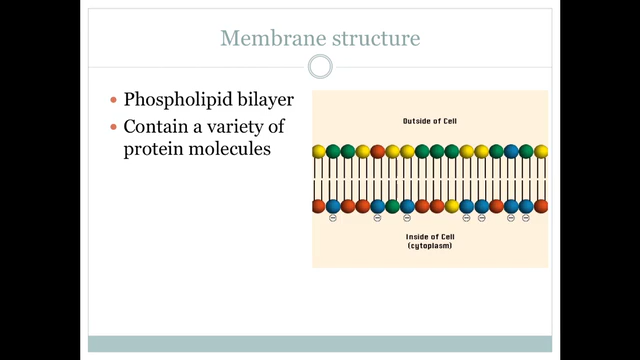 Membrane structure
Phospholipid bilayer
Contain a variety of
protein molecules
Outside of Cell
Inside of Cell
(cytoplasm)